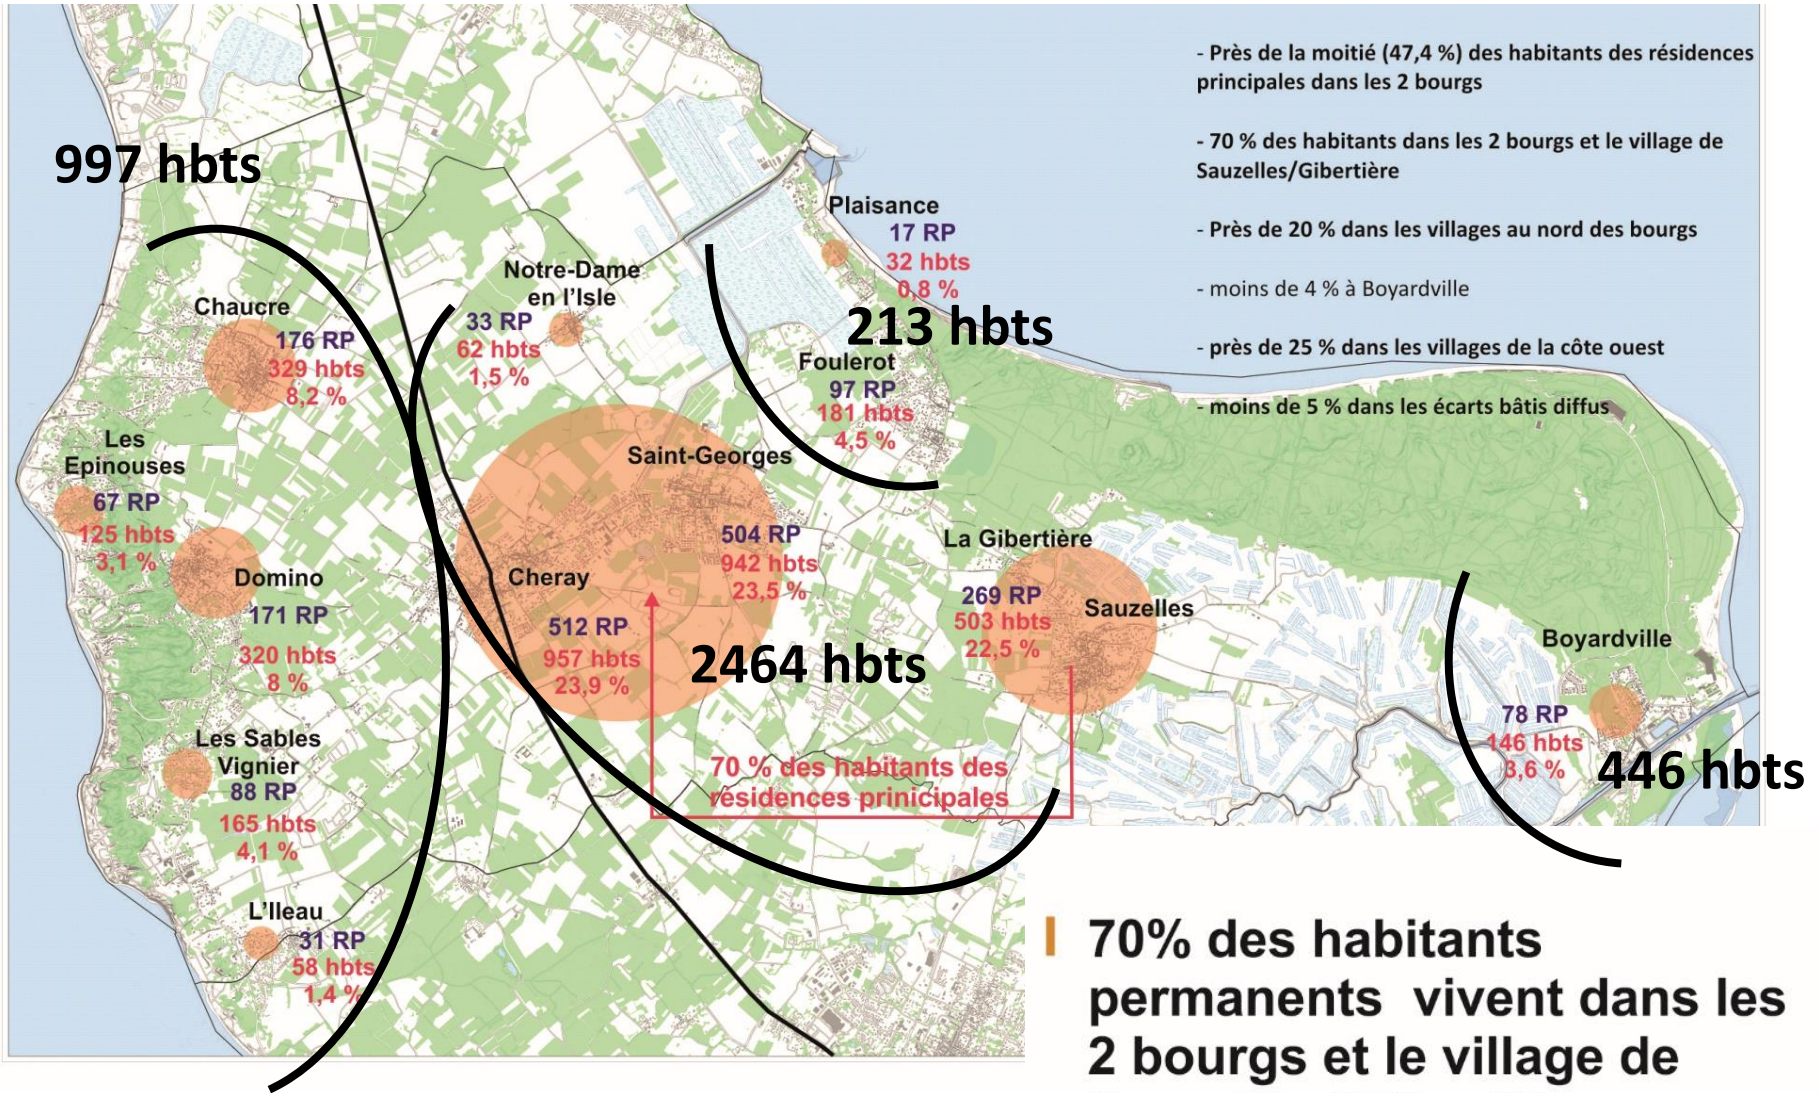 - Près de la moitié (47,4 %) des habitants des résidences
principales dans les 2 bourgs
- 70 % des habitants dans les 2 bourgs et le village de
Sauzelles/Gibertière
- Près de 20 % dans les villages au nord des bourgs
- moins de 4 % à Boyardville
- près de 25 % dans les villages de la côte ouest
- moins de 5 % dans les écarts bâtis diffus
997 hbts
Plaisance
17 RP
32 hbts
0,8 %
213 hbts
Notre-Dame
en l'Isle
33 RP
62 hbts
1,5 %
Chaucre
176 RP
329 hbts
8,2 %
Foulerot
97 RP
181 hbts
4,5 %
Les
Epinouses
67 RP
125 hbts
3,1 %
Saint-Georges
504 RP
942 hbts
23,5 %
Domino
171 RP
320 hbts
8 %
Cheray
512 RP
957 hbts
23,9 %
2464 hbts
La Gibertière
269 RP
503 hbts
22,5 %
Sauzelles
Boyardville
78 RP
146 hbts
3,6 %
446 hbts
Les Sables
Vignier
88 RP
165 hbts
4,1 %
70 % des habitants des
résidences prinicipales
L'Ileau
31 RP
58 hbts
1,4 %
70% des habitants
permanents vivent dans les
2 bourgs et le village de